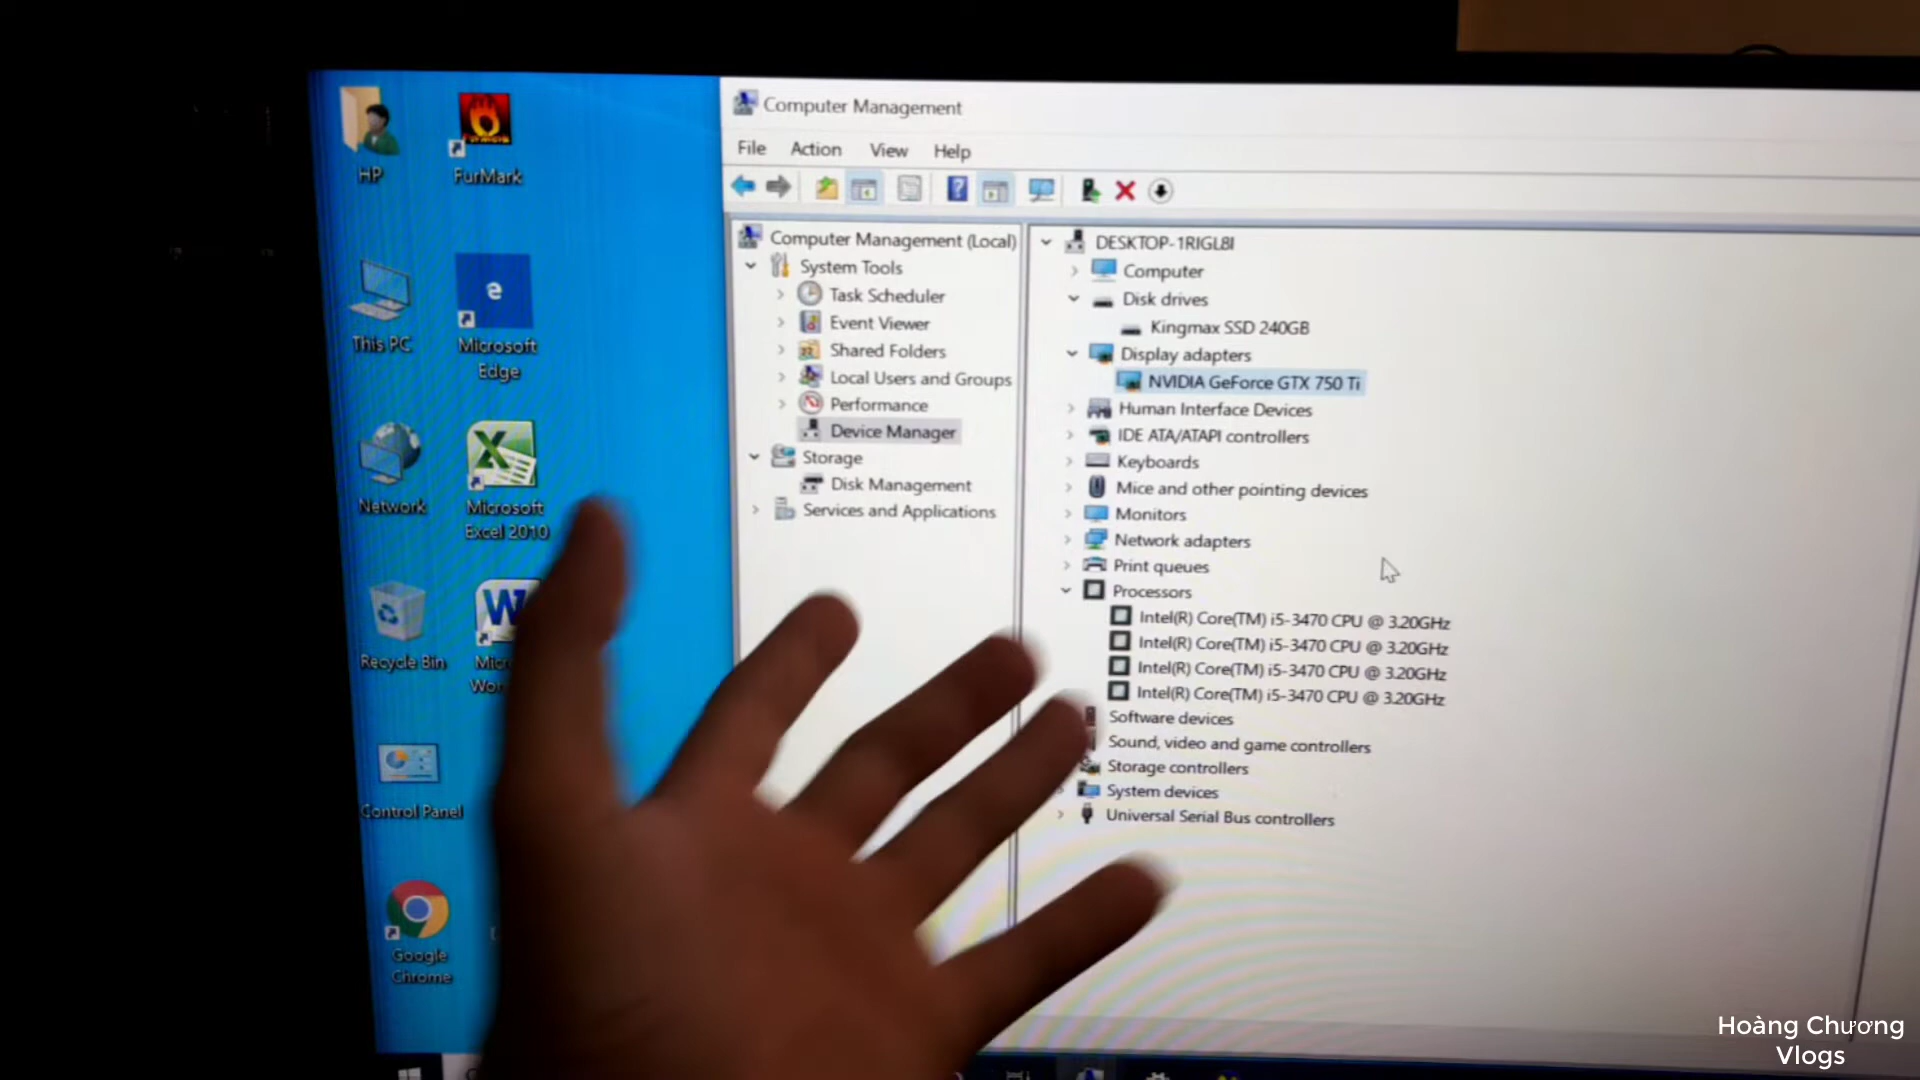 HP
FurMark
This PC
Microsoft
Edge
Network
Microsoft
Excel 2010
Recycle Bin
Control Panel
Google
Chrome
Computer Management
File Action View Help
Computer Management (Local)
System Tools
Task Scheduler
Event Viewer
Shared Folders
Local Users and Groups
Performance
Device Manager
Storage
Disk Management
Services and Applications
DESKTOP-1RIGL8I
Computer
Disk drives
Kingmax SSD 240GB
Display adapters
NVIDIA GeForce GTX 750 Ti
Human Interface Devices
IDE ATA/ATAPI controllers
Keyboards
Mice and other pointing devices
Monitors
Network adapters
Print queues
Processors
Intel(R) Core(TM) i5-3470 CPU @ 3.20GHz
Intel(R) Core(TM) i5-3470 CPU @ 3.20GHz
Intel(R) Core(TM) i5-3470 CPU @ 3.20GHz
Intel(R) Core(TM) i5-3470 CPU @ 3.20GHz
Software devices
Sound, video and game controllers
Storage controllers
System devices
Universal Serial Bus controllers
Hoàng Chương
Vlogs